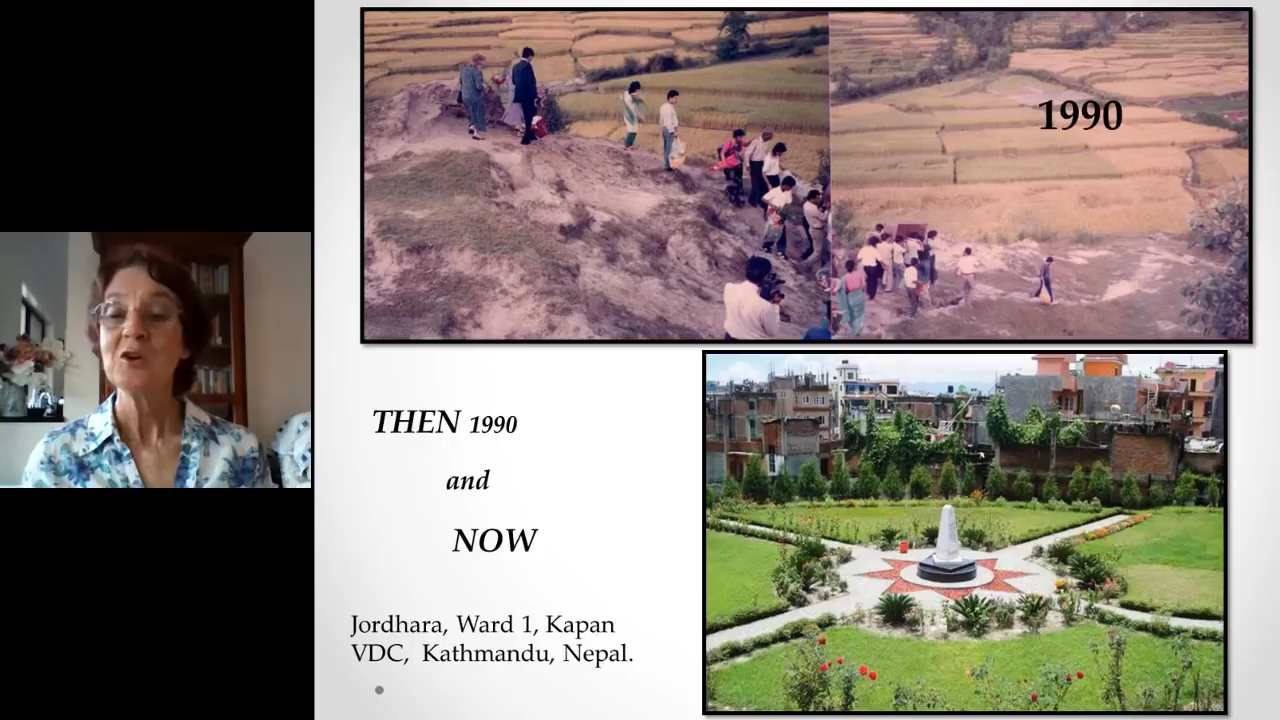 1990
THEN 1990
and
NOW
Jordhara, Ward 1, Kapan
VDC, Kathmandu, Nepal.